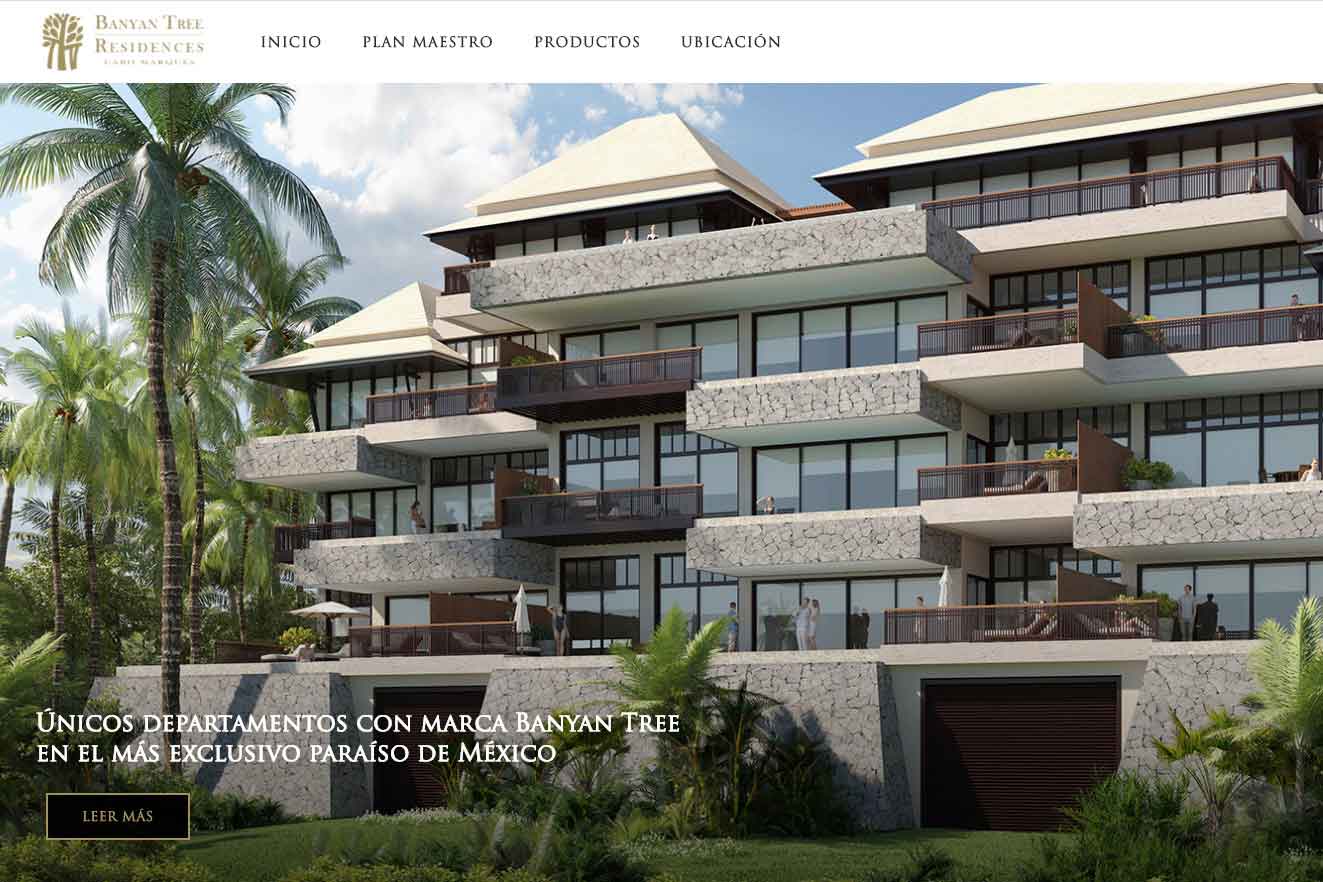 BANYAN TREE
RESIDENCES
CABO MARQUÉS
INICIO
PLAN MAESTRO
PRODUCTOS
UBICACIÓN
ÚNICOS DEPARTAMENTOS CON MARCA BANYAN TREE
EN EL MÁS EXCLUSIVO PARAÍSO DE MÉXICO
LEER MÁS